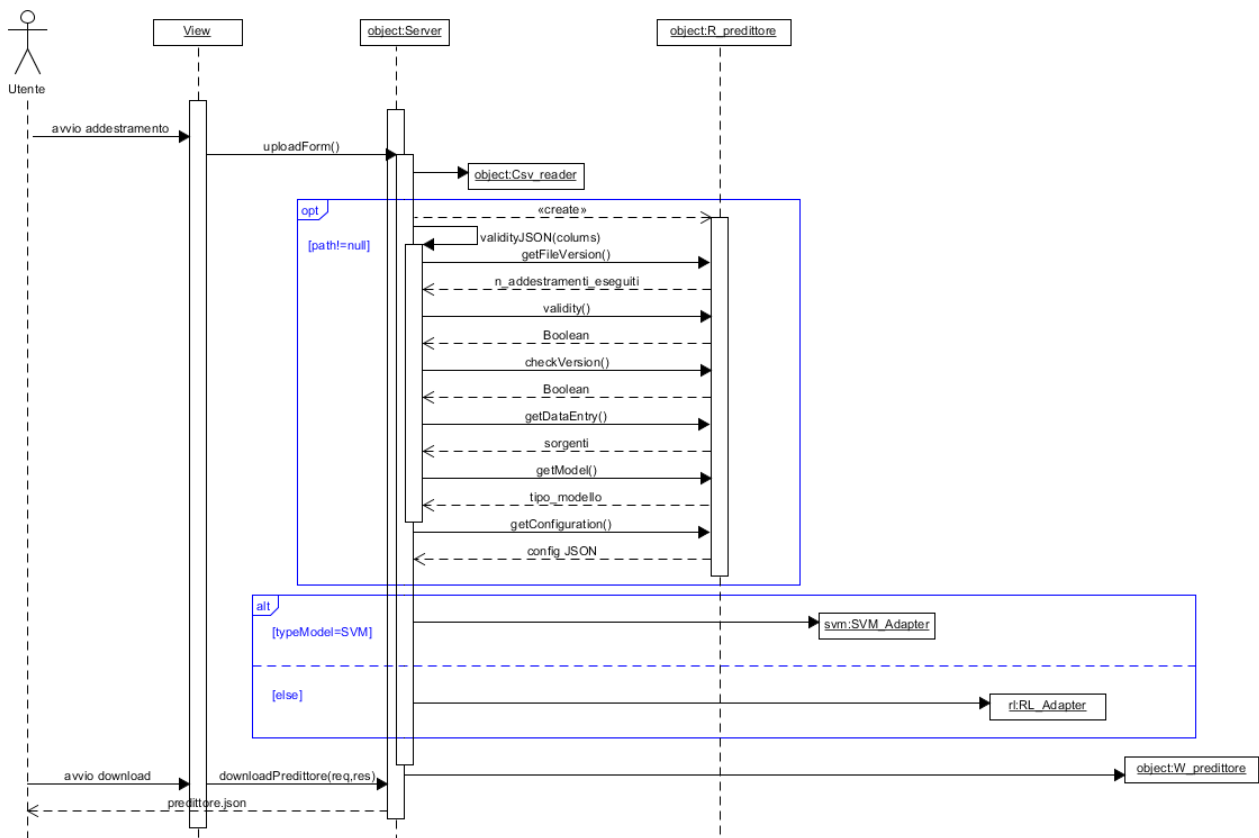 View
object:Server
object:R_predittore
Utente
avvio addestramento
uploadForm()
object:Csv_reader
opt
«create»
[path!=null]
validityJSON(colums)
getFileVersion()
n_addestramenti_eseguiti
validity()
Boolean
checkVersion()
Boolean
getDataEntry()
sorgenti
getModel()
tipo_modello
getConfiguration()
config JSON
alt
[typeModel=SVM]
svm:SVM_Adapter
[else]
rl:RL_Adapter
avvio download
downloadPredittore(req,res)
object:W_predittore
predittore.json